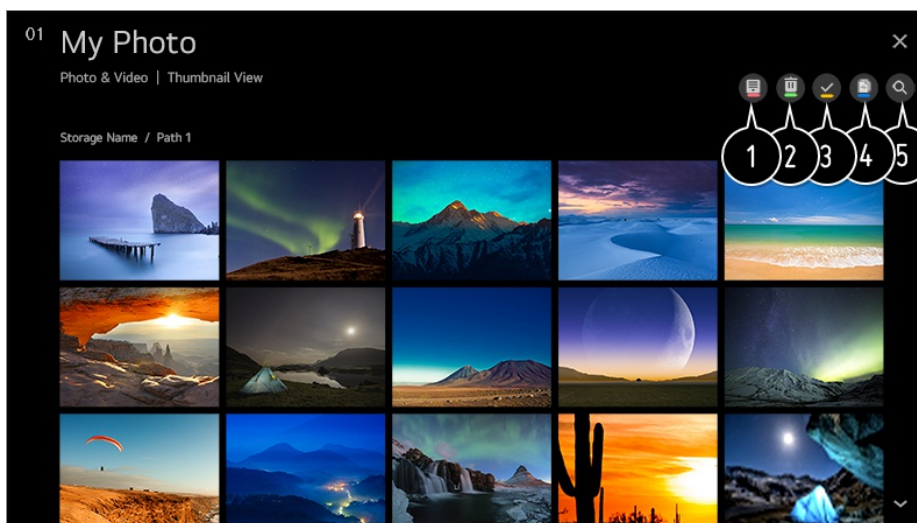 01
My Photo
Photo & Video | Thumbnail View
Storage Name / Path 1
1 2 3 4 5